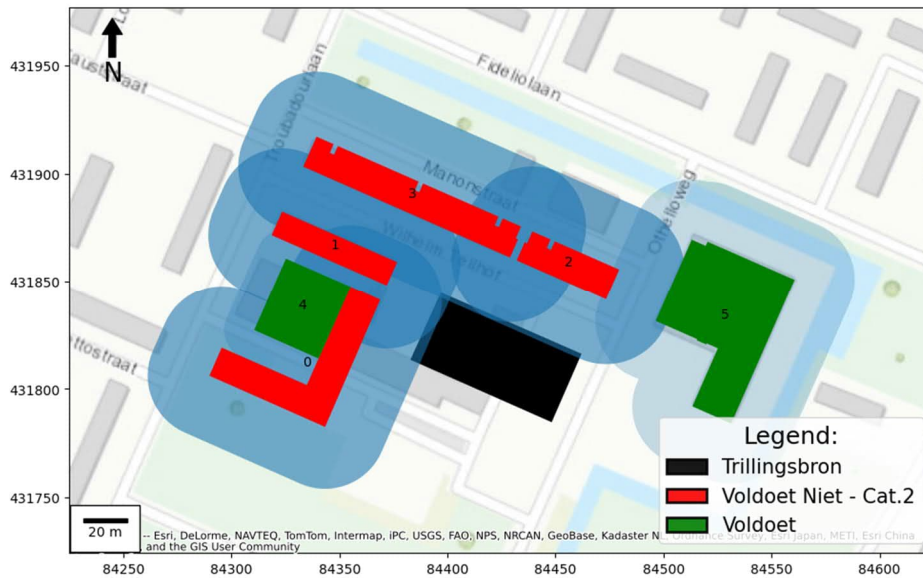 Fideliolaan
Troubadourlaan
Manonstraat
Othelloweg
431950
431900
431850
431800
431750
N
3
1
2
4
5
0
Legend:
Trillingsbron
Voldoet Niet - Cat.2
Voldoet
20 m
-- Esri, DeLorme, NAVTEQ, TomTom, Intermap, iPC, USGS, FAO, NPS, NRCAN, GeoBase, Kadaster NL, Ordnance Survey, Esri Japan, METI, Esri China
, and the GIS User Community
84250
84300
84350
84400
84450
84500
84550
84600